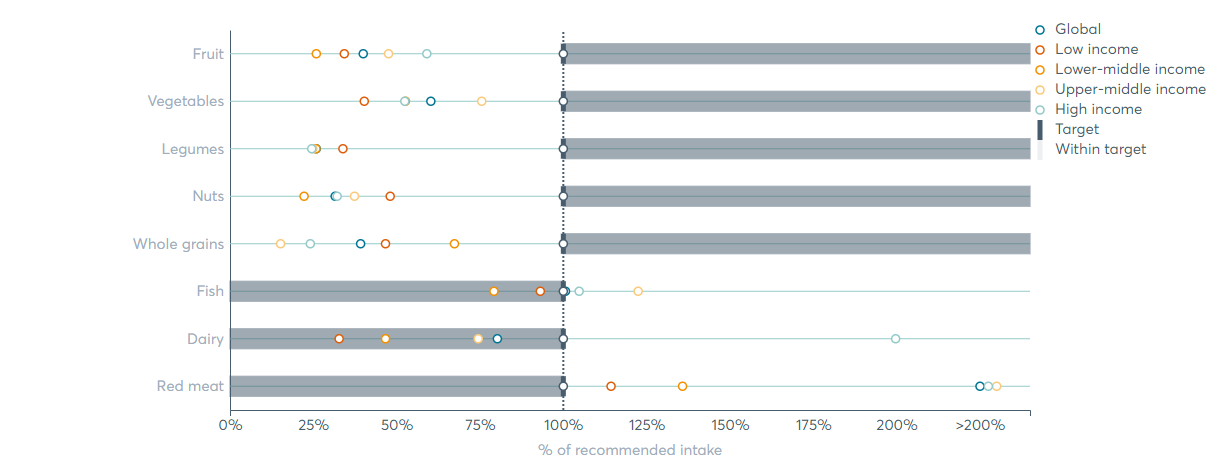 Global
Low income
Lower-middle income
Upper-middle income
High income
Target
Within target
Fruit
Vegetables
Legumes
Nuts
Whole grains
Fish
Dairy
Red meat
0% 25% 50% 75% 100% 125% 150% 175% 200% >200%
% of recommended intake